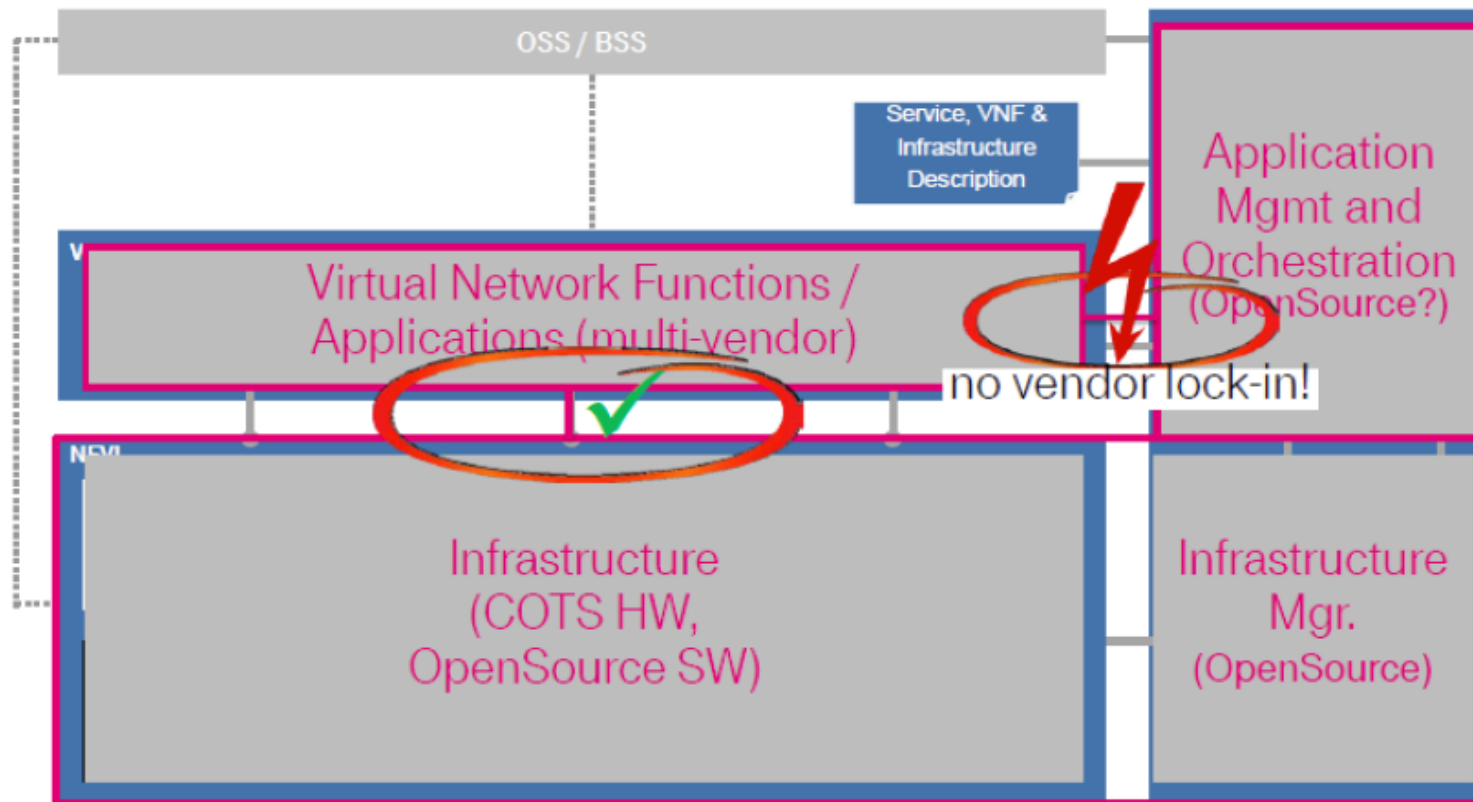 OSS / BSS
Service, VNF &
Infrastructure
Description
Application
Mgmt and
Orchestration
(OpenSource?)
V
Virtual Network Functions /
Applications (multi-vendor)
no vendor lock-in!
NFVI
Infrastructure
(COTS HW,
OpenSource SW)
Infrastructure
Mgr.
(OpenSource)